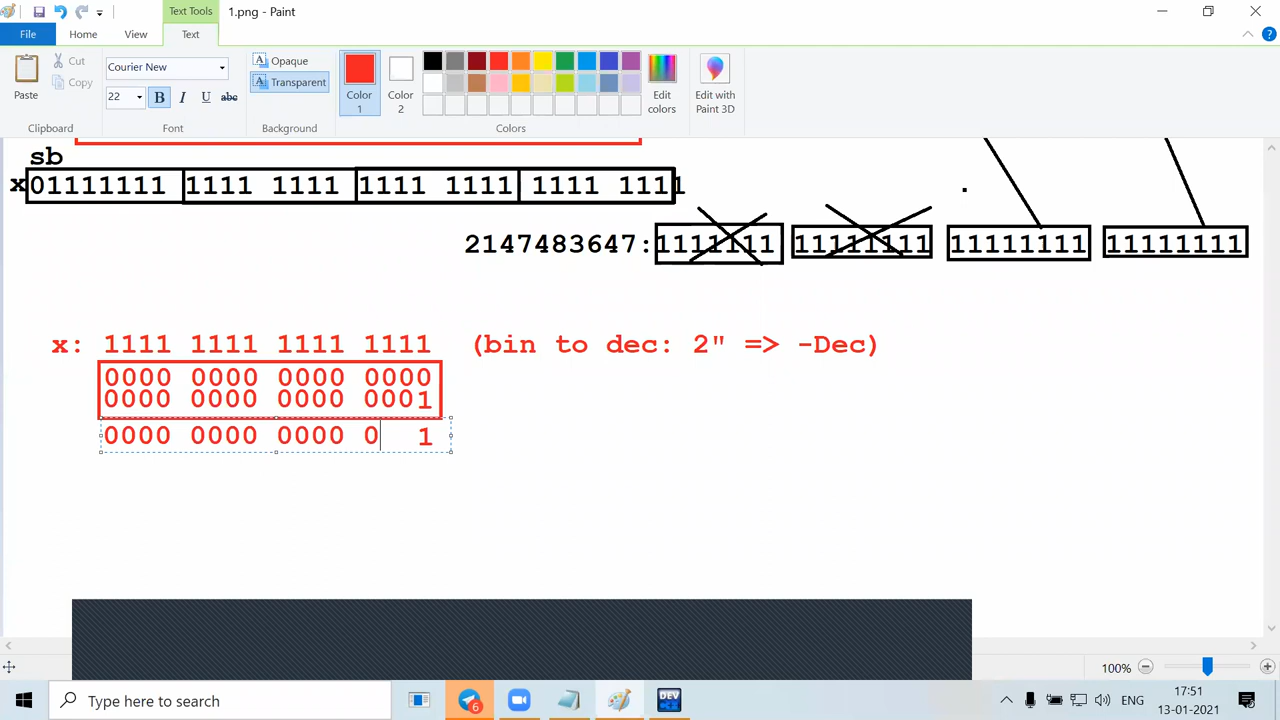 1.png - Paint
Text Tools
File Home View Text
Paste
Cut
Copy
Clipboard
Courier New
22 B I U abc
Font
Opaque
Transparent
Background
Color 1
Color 2
Edit colors
Colors
Edit with Paint 3D
sb
x 01111111 1111 1111 1111 1111 1111 1111
2147483647: 1111111 11111111 11111111 11111111
x: 1111 1111 1111 1111 (bin to dec: 2" => -Dec)
0000 0000 0000 0000
0000 0000 0000 0001
0000 0000 0000 0 1
100%
Type here to search
6
DEV
ENG
17:51
13-01-2021